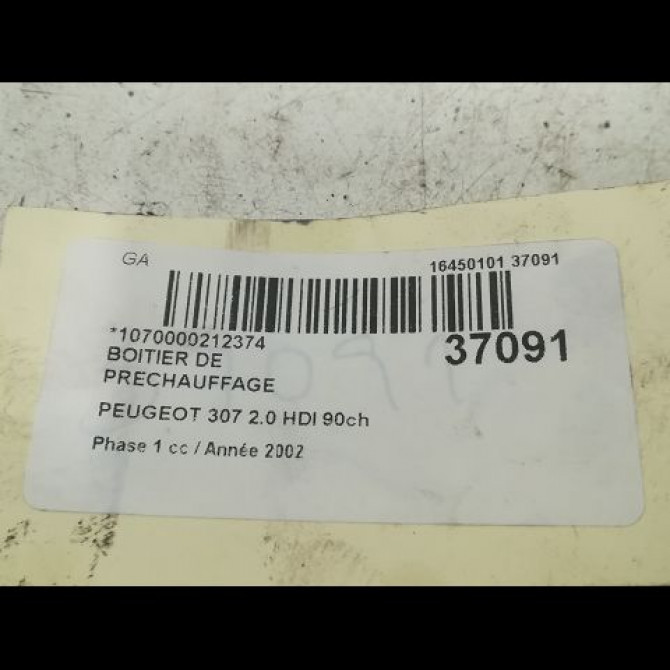 GA
16450101 37091
*1070000212374
37091
BOITIER DE
PRECHAUFFAGE
PEUGEOT 307 2.0 HDI 90ch
Phase 1 cc / Année 2002